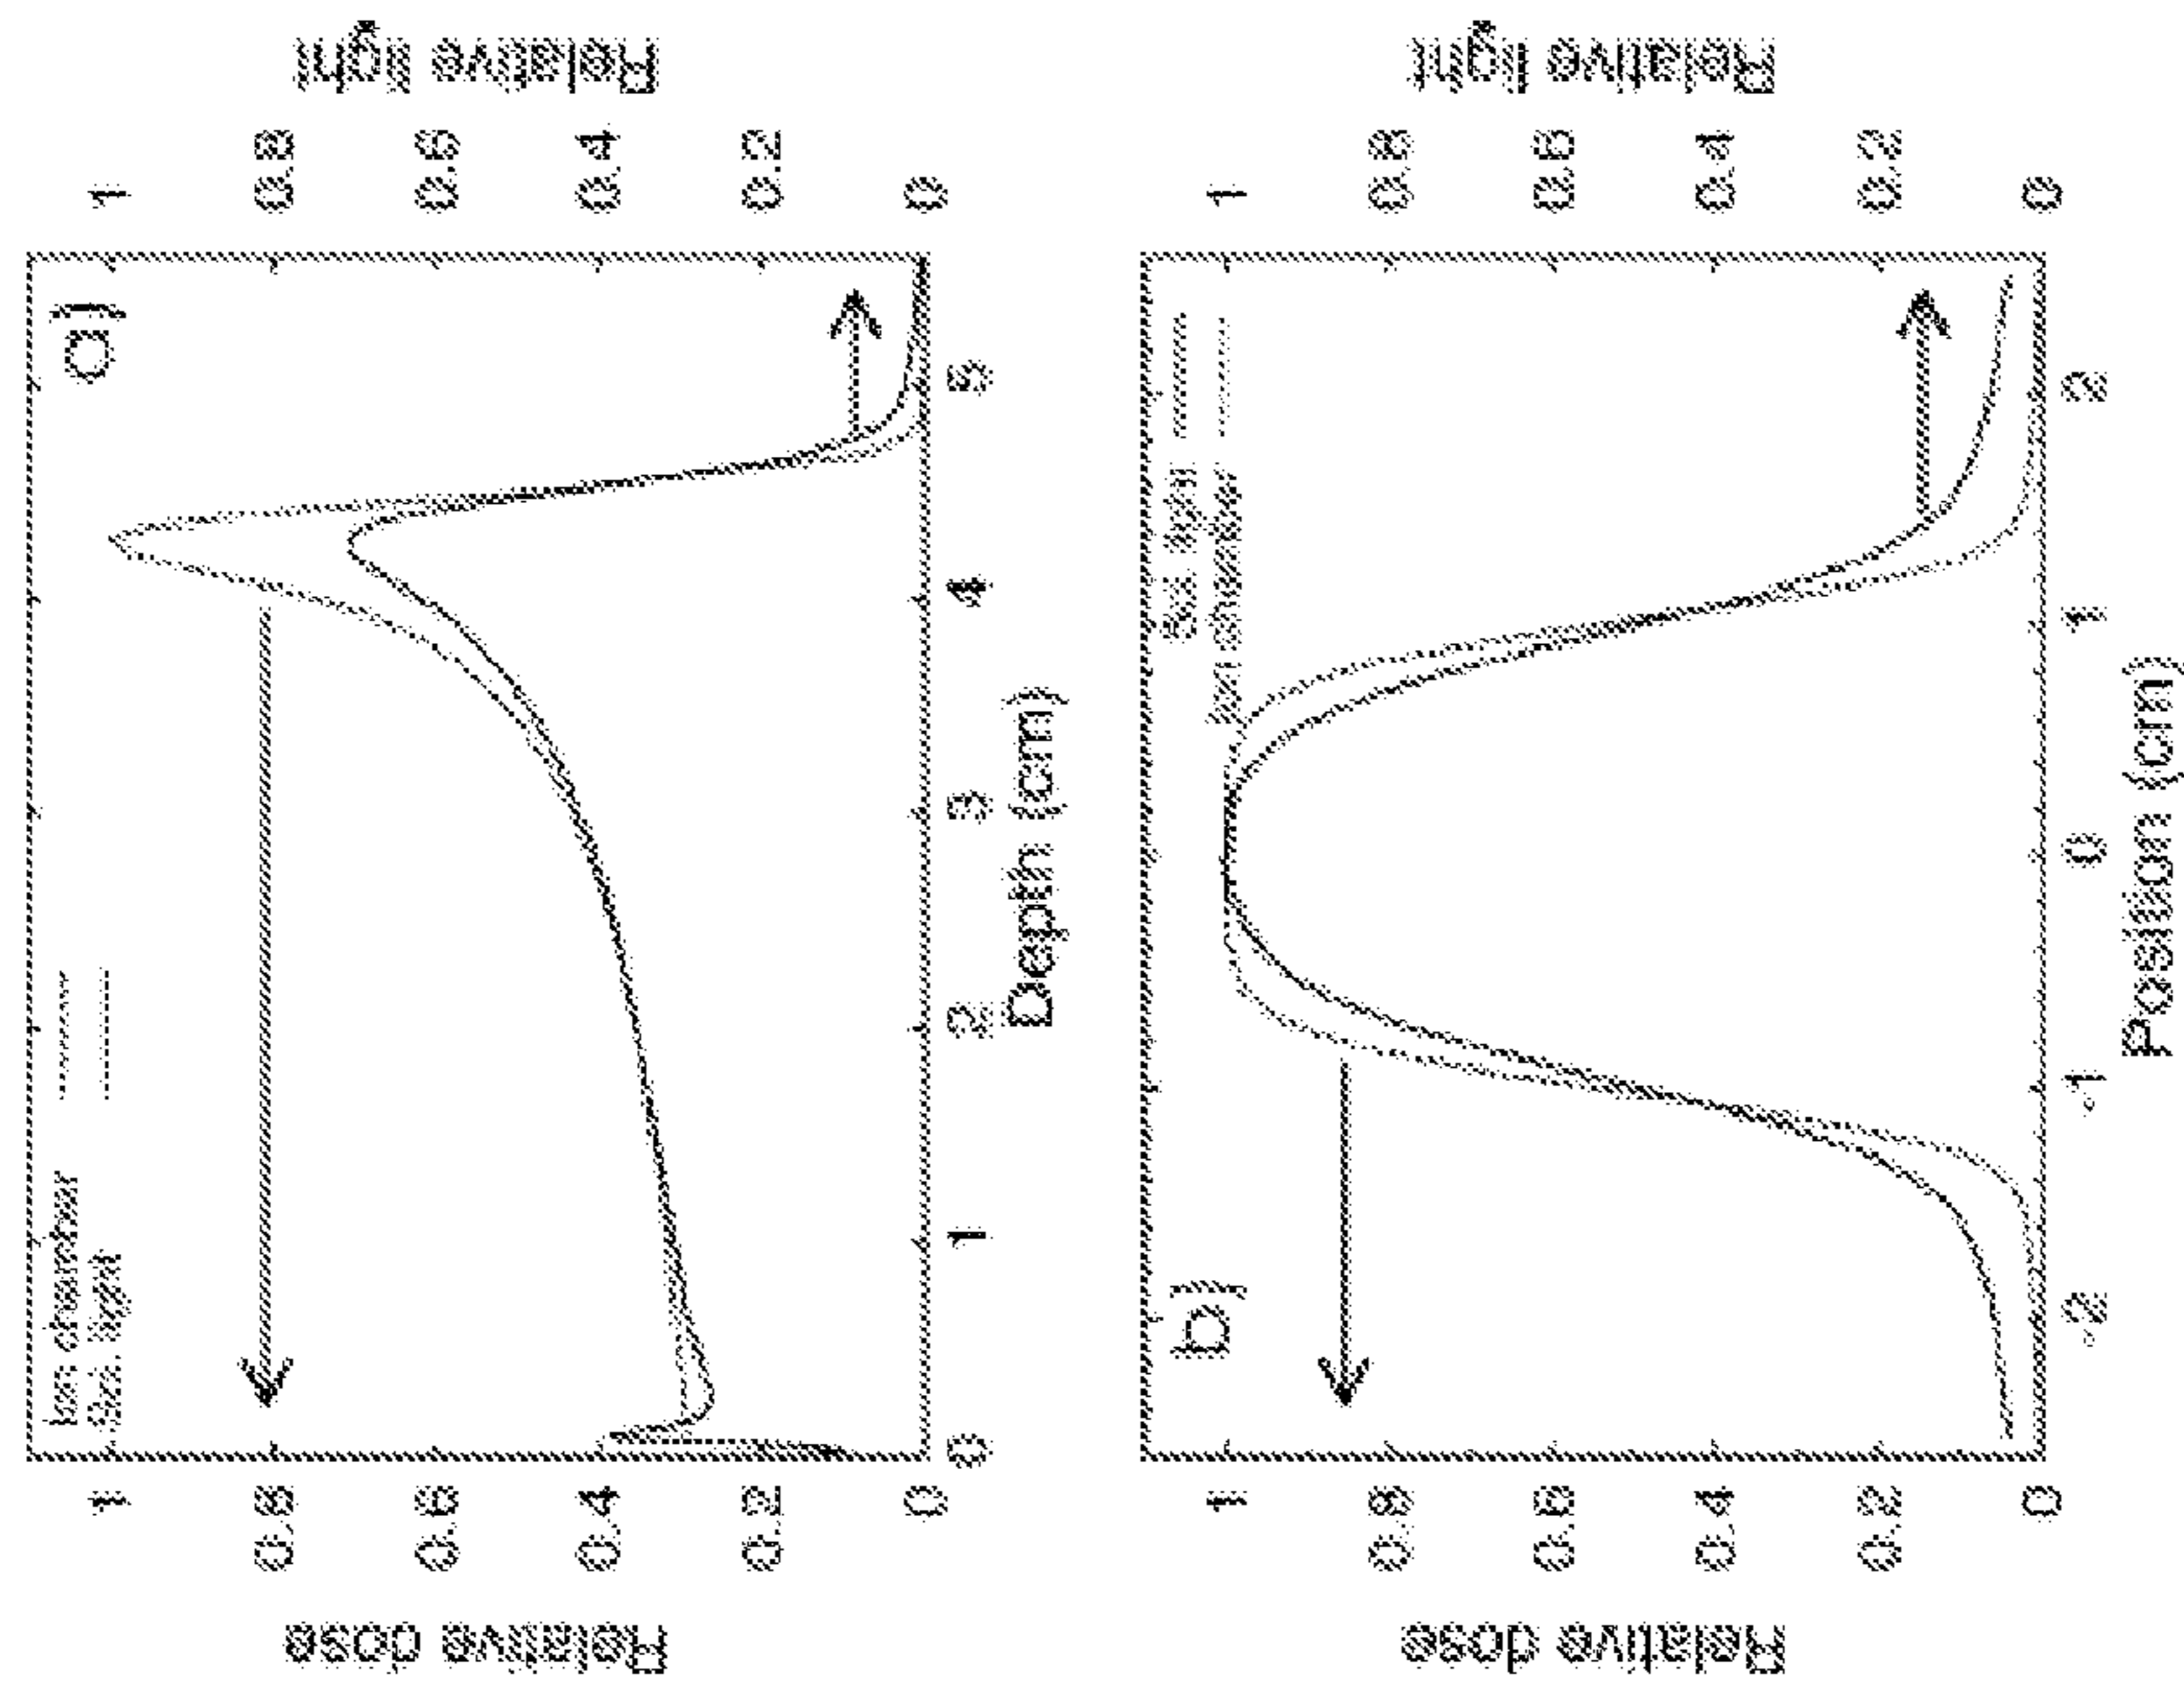 a)
Ion chamber
Sci. light
Relative dose
1
0.8
0.6
0.4
0.2
0
Relative light
1
0.8
0.6
0.4
0.2
0
0 1 2 3 4 5
Depth (cm)
b)
Sci. light
Ion chamber
Relative dose
1
0.8
0.6
0.4
0.2
0
Relative light
1
0.8
0.6
0.4
0.2
0
-2 -1 0 1 2
Position (cm)